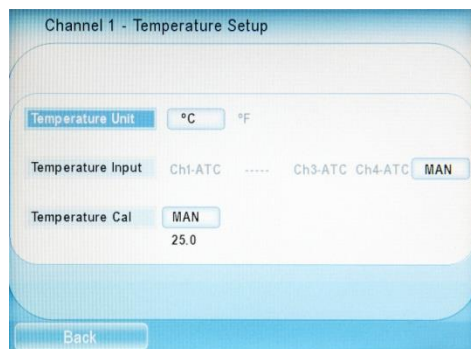 Channel 1 - Temperature Setup
Temperature Unit °C °F
Temperature Input Ch1-ATC ----- Ch3-ATC Ch4-ATC MAN
Temperature Cal MAN
25.0
Back